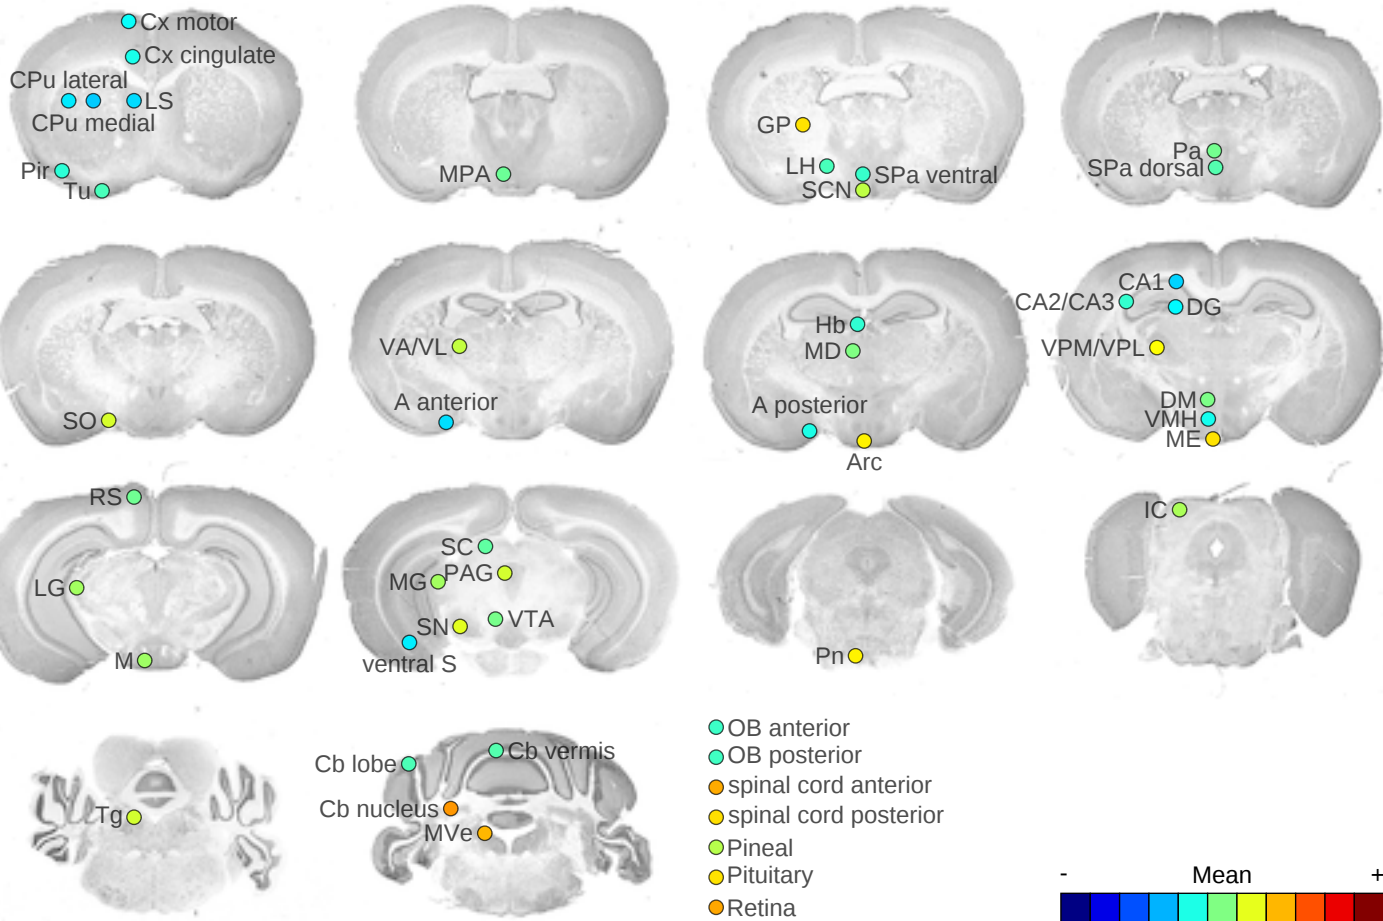 Cx motor
Cx cingulate
CPu lateral
LS
CPu medial
Pir
Tu
MPA
GP
LH
SPa ventral
SCN
Pa
SPa dorsal
SO
VA/VL
A anterior
Hb
MD
A posterior
Arc
CA1
CA2/CA3
DG
VPM/VPL
DM
VMH
ME
RS
LG
M
SC
MG
PAG
SN
VTA
ventral S
Pn
IC
Tg
Cb lobe
Cb vermis
Cb nucleus
MVe
OB anterior
OB posterior
spinal cord anterior
spinal cord posterior
Pineal
Pituitary
Retina
- Mean +